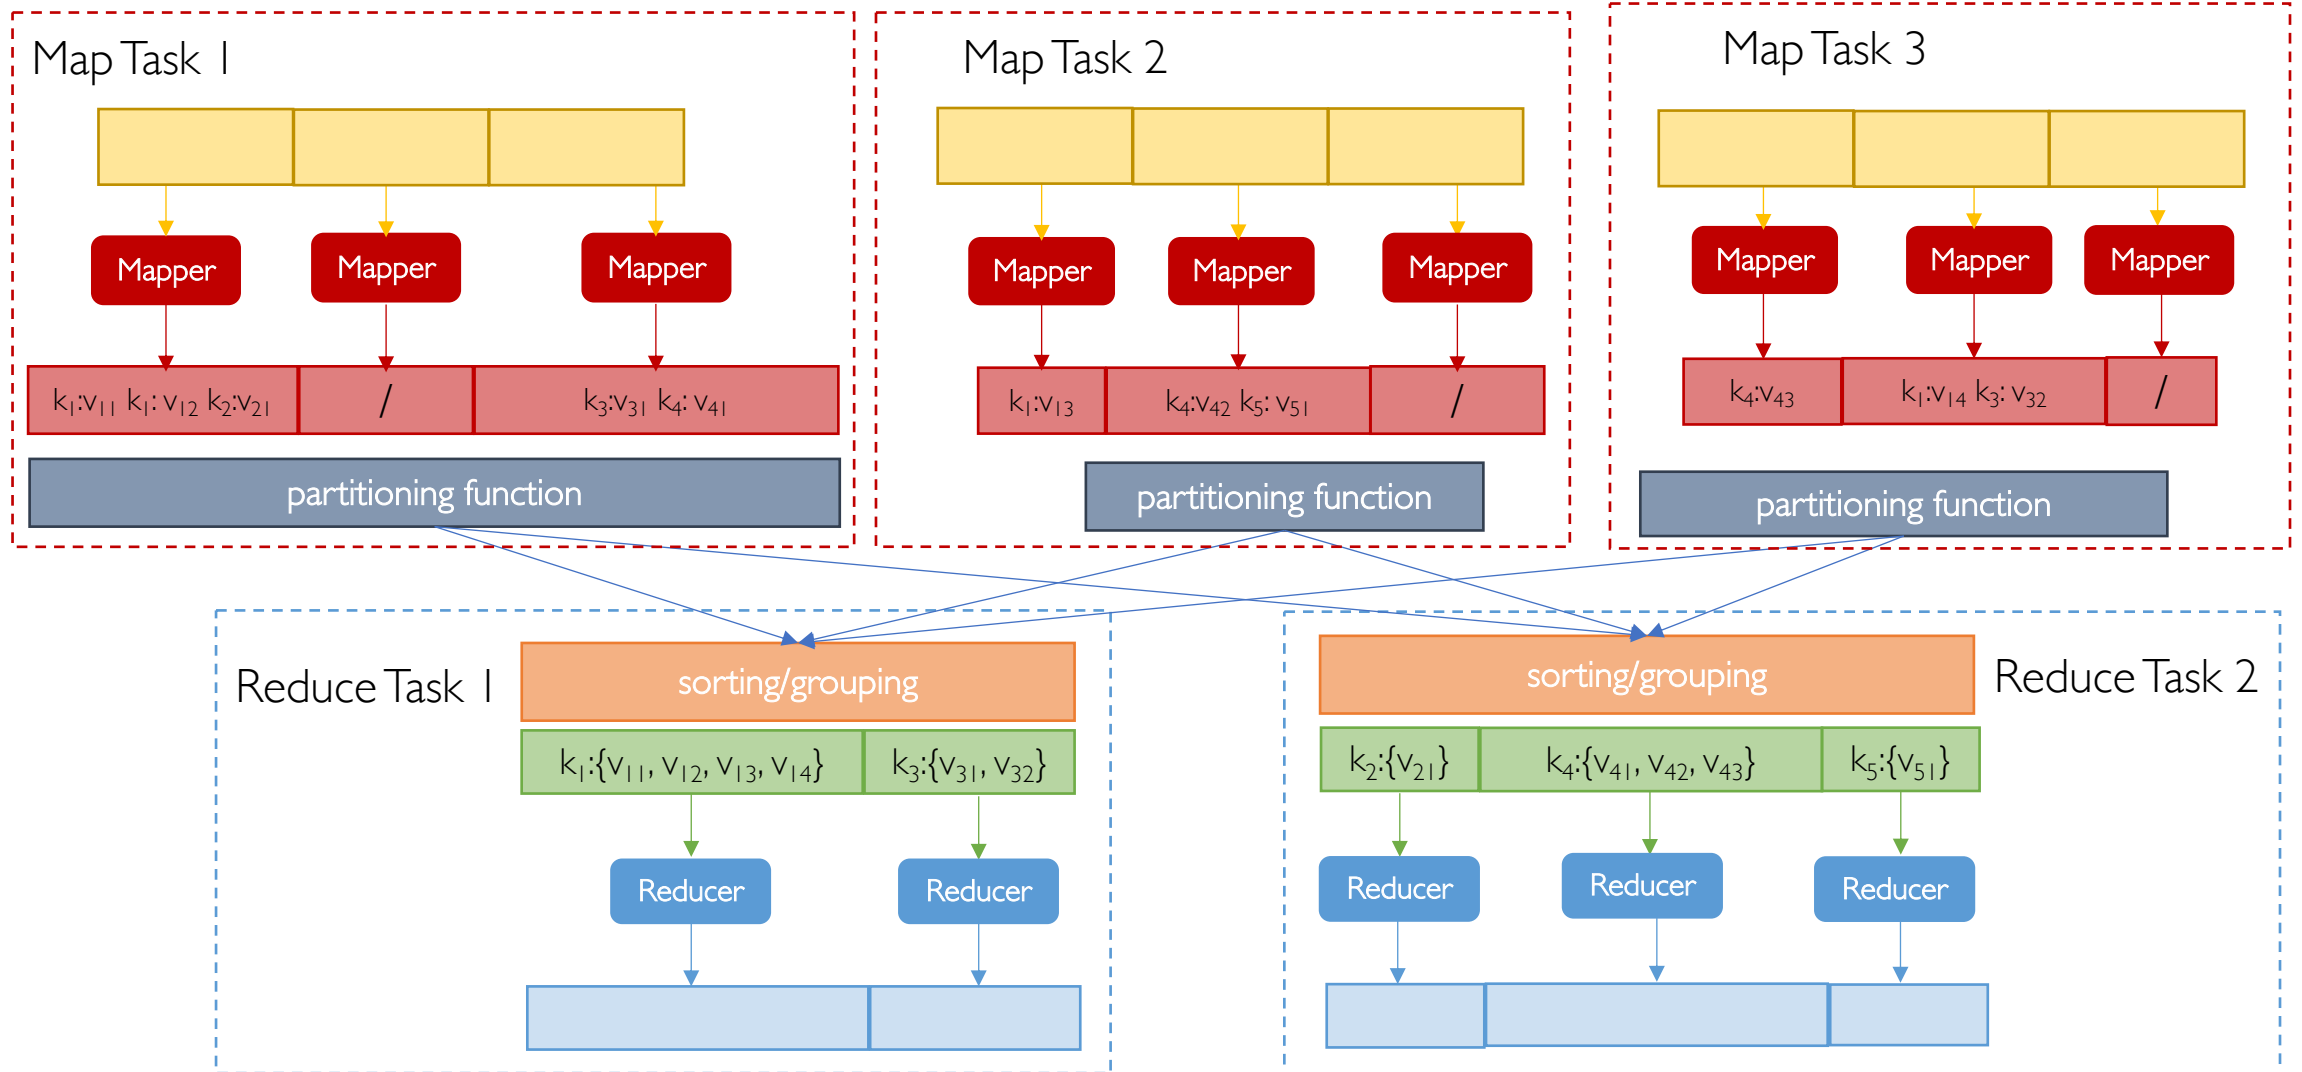 Map Task 1
Map Task 2
Map Task 3
Mapper
Mapper
Mapper
Mapper
Mapper
Mapper
Mapper
Mapper
Mapper
k₁:v₁₁ k₁: v₁₂ k₂:v₂₁
/
k₃:v₃₁ k₄: v₄₁
k₁:v₁₃
k₄:v₄₂ k₅: v₅₁
/
k₄:v₄₃
k₁:v₁₄ k₃: v₃₂
/
partitioning function
partitioning function
partitioning function
Reduce Task 1
sorting/grouping
sorting/grouping
Reduce Task 2
k₁:{v₁₁, v₁₂, v₁₃, v₁₄}
k₃:{v₃₁, v₃₂}
k₂:{v₂₁}
k₄:{v₄₁, v₄₂, v₄₃}
k₅:{v₅₁}
Reducer
Reducer
Reducer
Reducer
Reducer